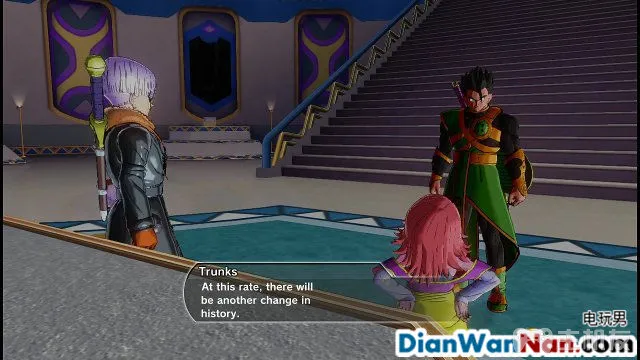 Trunks
At this rate, there will
be another change in
history.
电玩男
DianWanNan.com